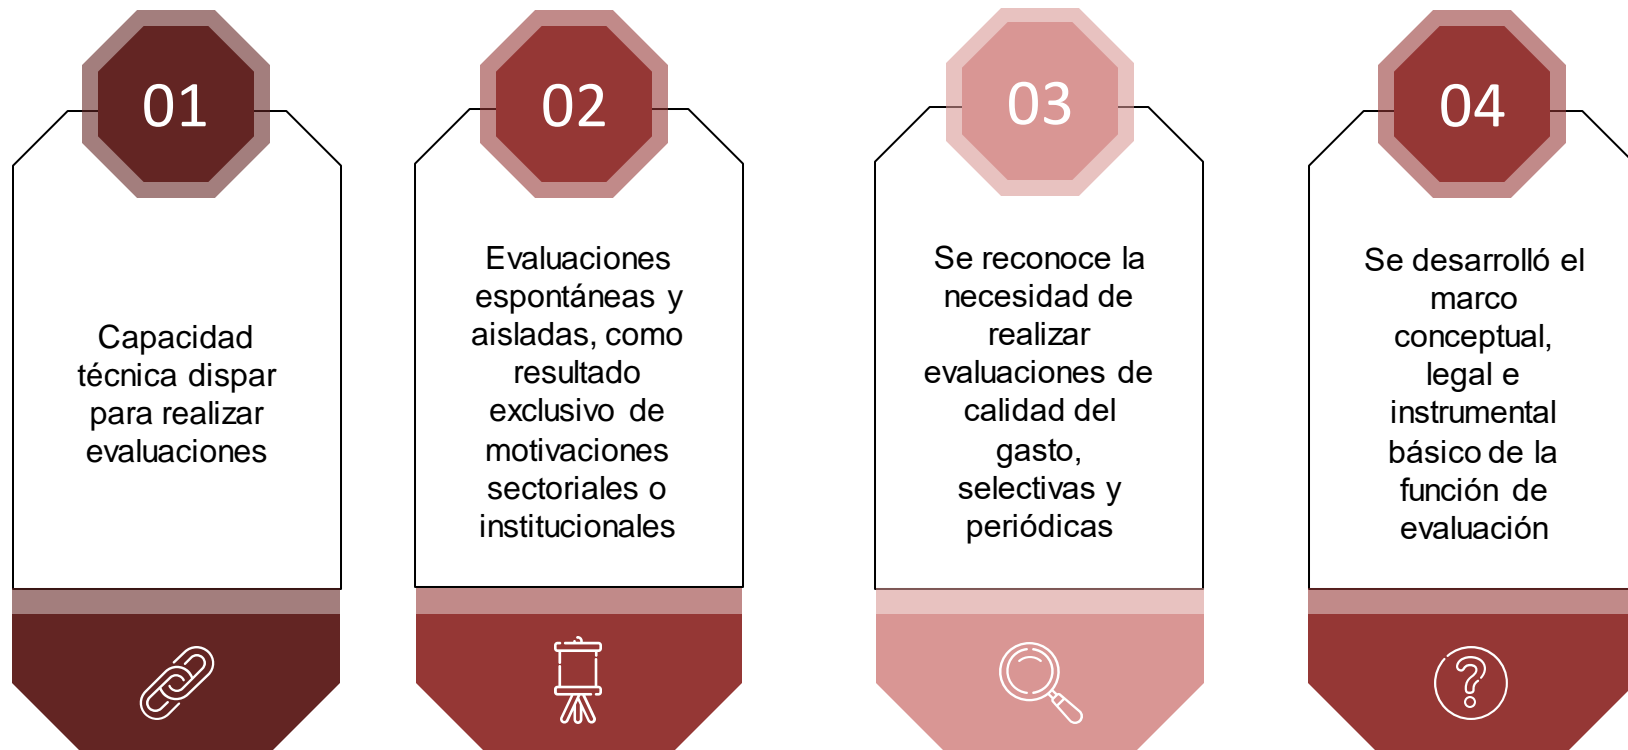 01
Capacidad
técnica dispar
para realizar
evaluaciones
02
Evaluaciones
espontáneas y
aisladas, como
resultado
exclusivo de
motivaciones
sectoriales o
institucionales
03
Se reconoce la
necesidad de
realizar
evaluaciones de
calidad del
gasto,
selectivas y
periódicas
04
Se desarrolló el
marco
conceptual,
legal e
instrumental
básico de la
función de
evaluación